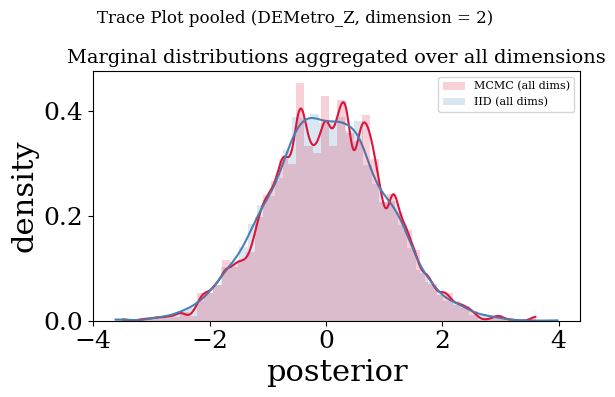 Trace Plot pooled (DEMetro_Z, dimension = 2)
Marginal distributions aggregated over all dimensions
MCMC (all dims)
IID (all dims)
density
0.4
0.2
0.0
−4
−2
0
2
4
posterior